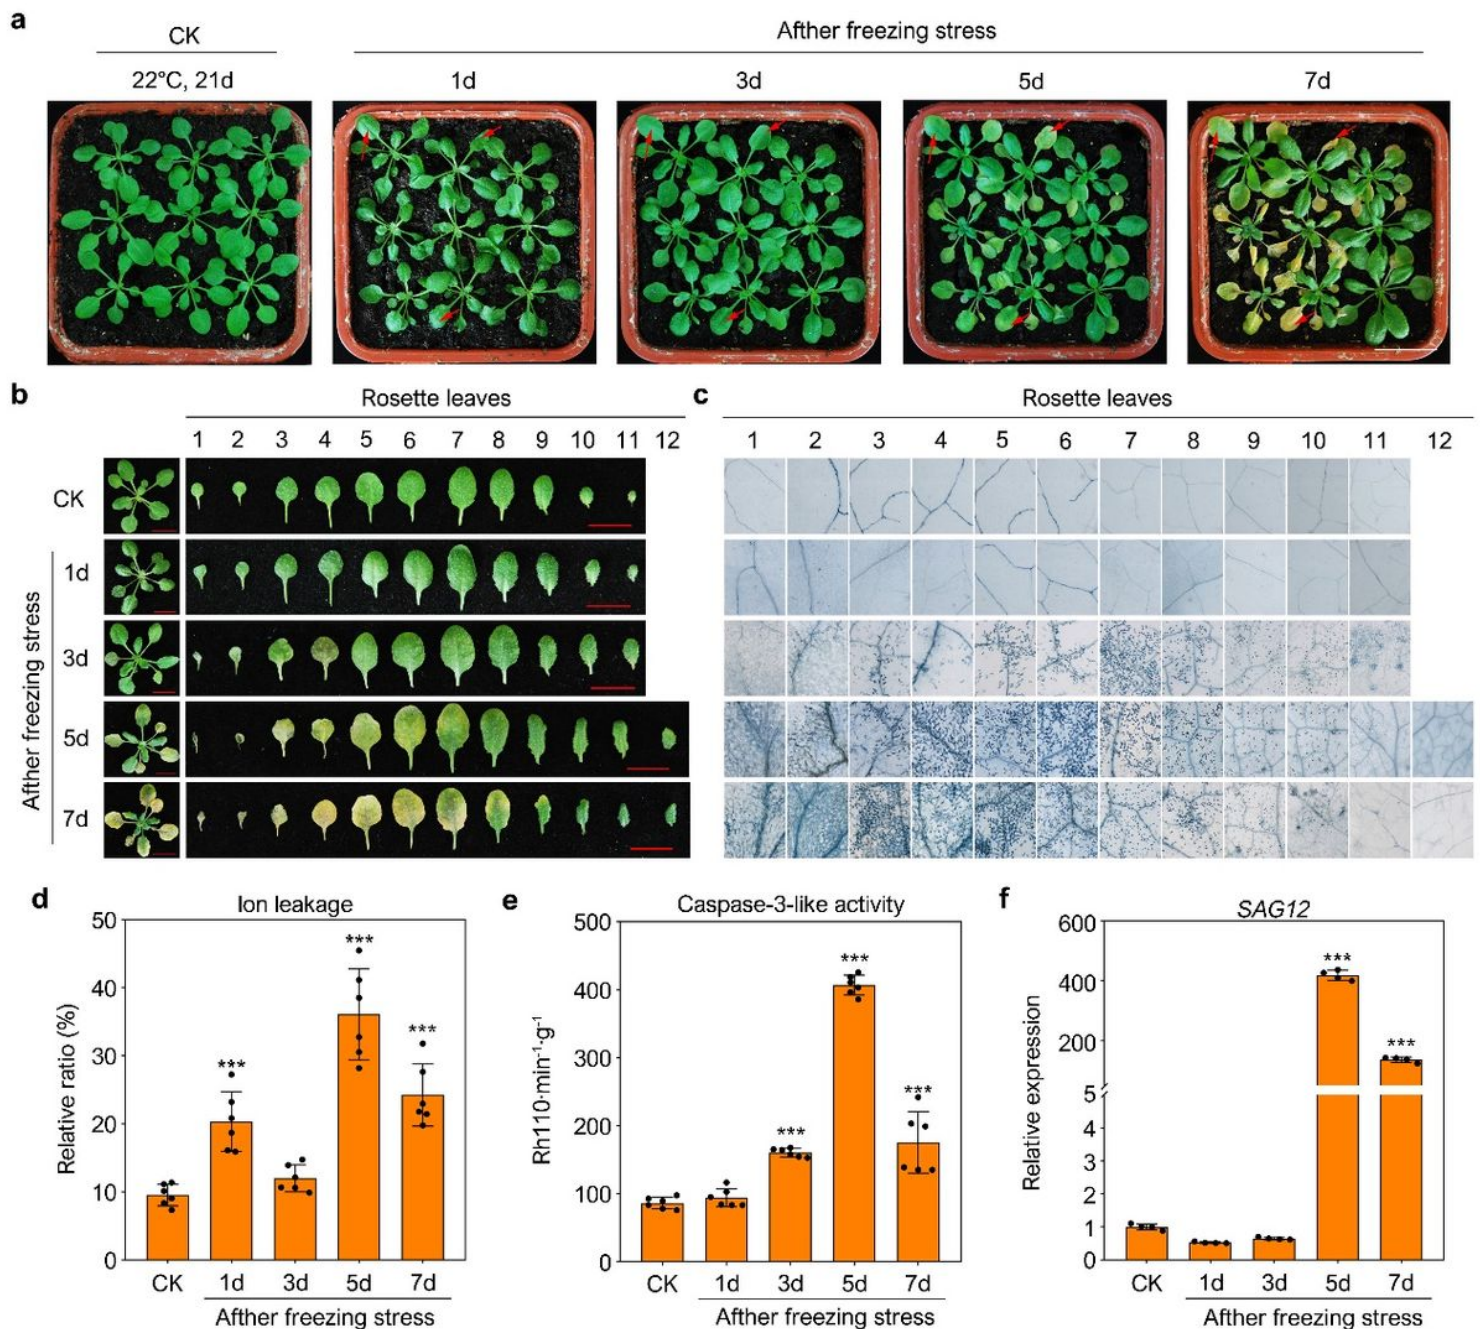 a
CK
Afther freezing stress
22°C, 21d
1d
3d
5d
7d
b
Rosette leaves
1 2 3 4 5 6 7 8 9 10 11 12
CK
Afther freezing stress
1d
3d
5d
7d
c
Rosette leaves
1 2 3 4 5 6 7 8 9 10 11 12
d
Ion leakage
Relative ratio (%)
50
40
30
20
10
0
***
***
***
CK 1d 3d 5d 7d
Afther freezing stress
e
Caspase-3-like activity
Rh110·min⁻¹·g⁻¹
500
400
300
200
100
0
***
***
***
CK 1d 3d 5d 7d
Afther freezing stress
f
SAG12
Relative expression
600
400
200
5
4
3
2
1
0
***
***
CK 1d 3d 5d 7d
Afther freezing stress